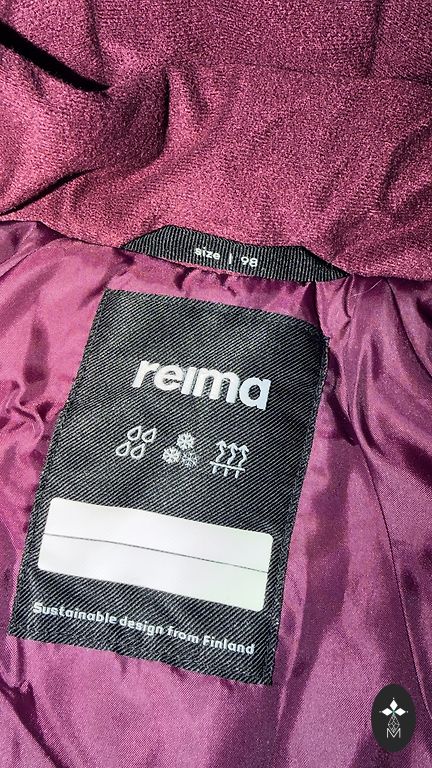 size | 98
reima
Sustainable design from Finland
M